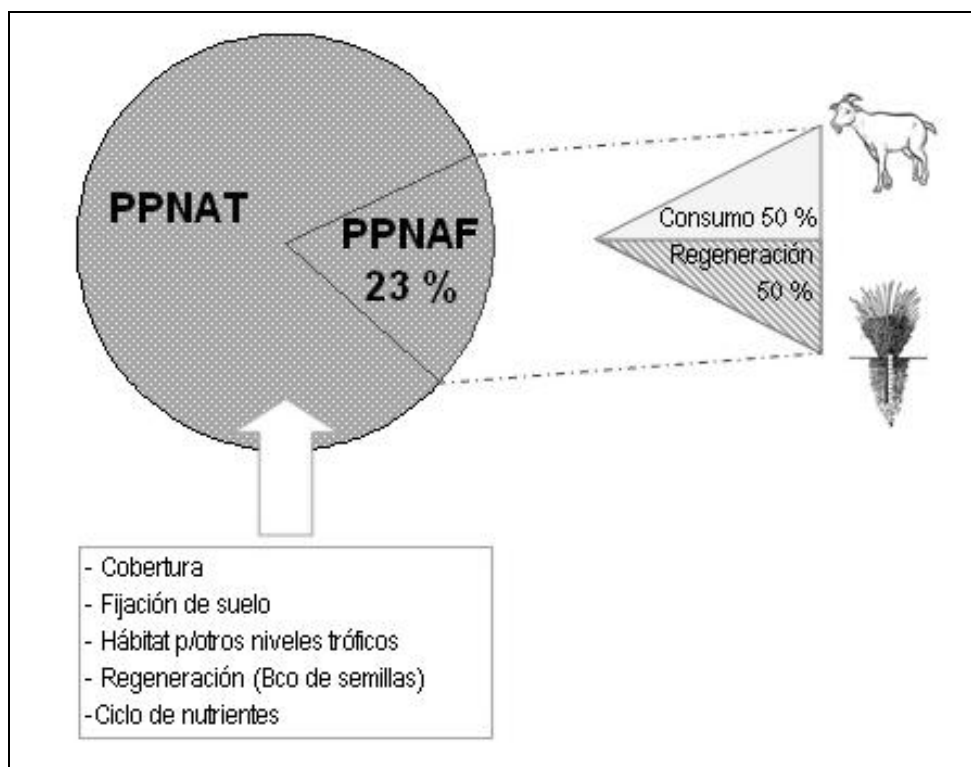 PPNAT
PPNAF
23 %
Consumo 50 %
Regeneración
50 %
- Cobertura
- Fijación de suelo
- Hábitat p/otros niveles tróficos
- Regeneración (Bco de semillas)
-Ciclo de nutrientes